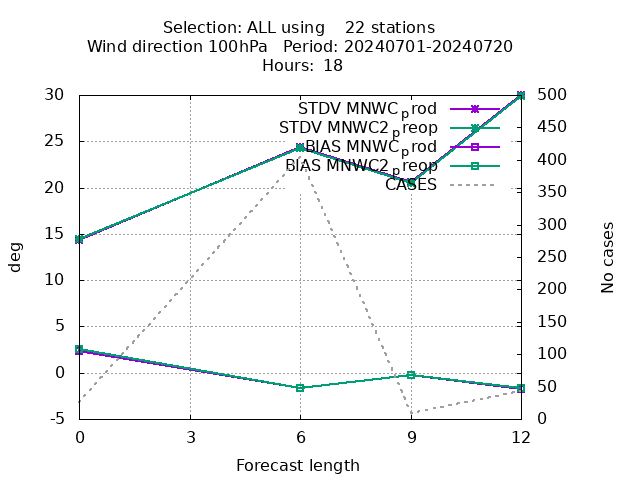 Selection: ALL using    22 stations
Wind direction 100hPa   Period: 20240701-20240720
Hours: 18
30
25
20
15
10
5
0
-5
deg
500
450
400
350
300
250
200
150
100
50
0
No cases
STDV MNWC_prod
STDV MNWC2_preop
BIAS MNWC_prod
BIAS MNWC2_preop
CASES
0 3 6 9 12
Forecast length